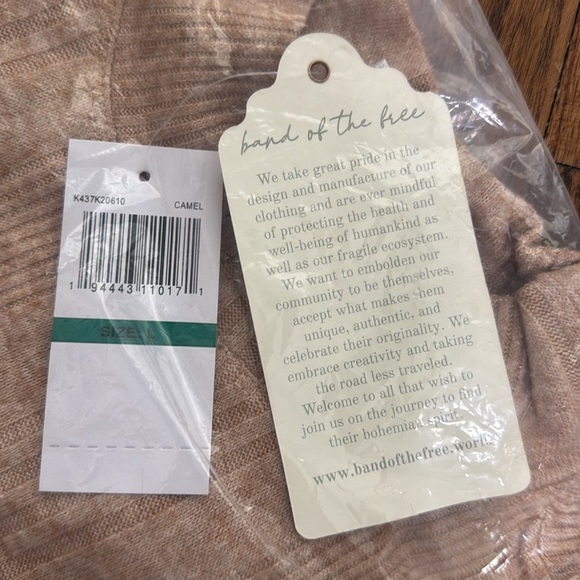 K437K20610 CAMEL
1 94443 11017 1
SIZE: L
band of the free
We take great pride in the
design and manufacture of our
clothing and are ever mindful
of protecting the health and
well-being of humankind as
well as our fragile ecosystem.
We want to embolden our
community to be themselves,
accept what makes them
unique, authentic, and
celebrate their originality. We
embrace creativity and taking
the road less traveled.
Welcome to all that wish to
join us on the journey to find
their bohemian spirit.
www.bandofthefree.world